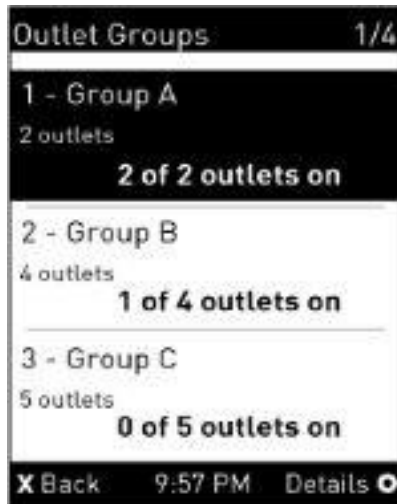 Outlet Groups 1/4
1 - Group A
2 outlets
2 of 2 outlets on
2 - Group B
4 outlets
1 of 4 outlets on
3 - Group C
5 outlets
0 of 5 outlets on
X Back 9:57 PM Details O